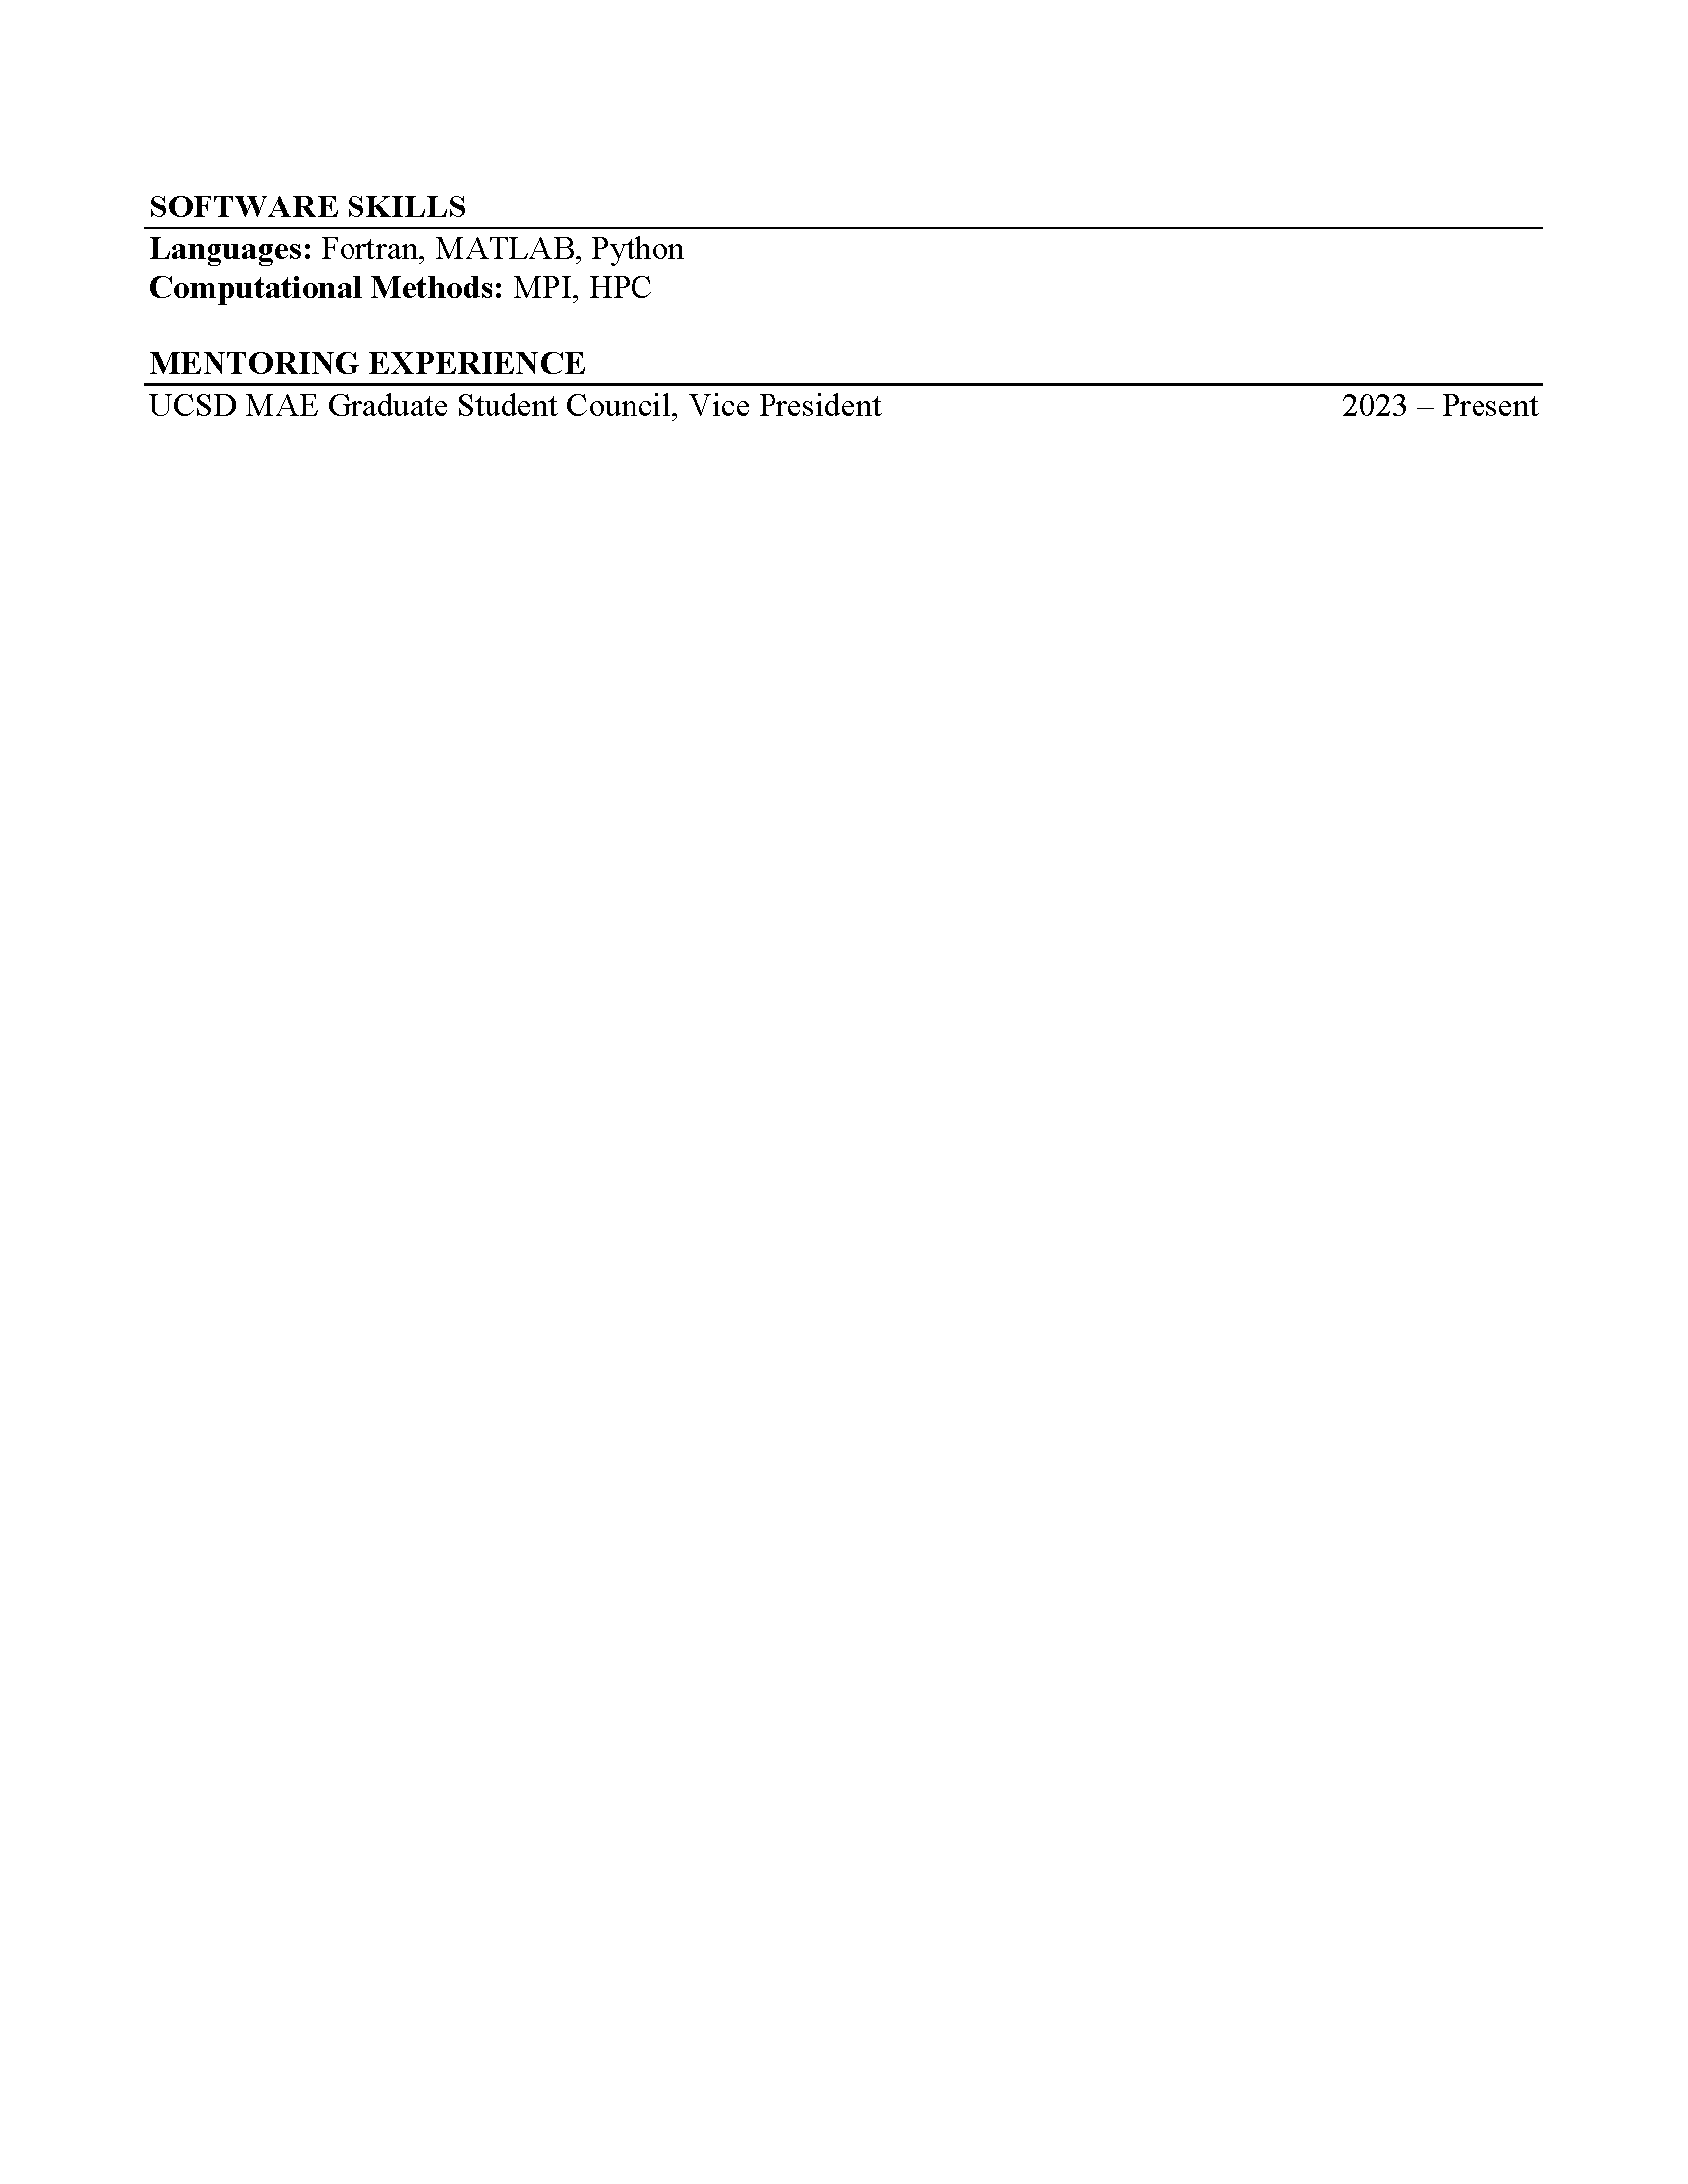 SOFTWARE SKILLS
Languages: Fortran, MATLAB, Python
Computational Methods: MPI, HPC
MENTORING EXPERIENCE
UCSD MAE Graduate Student Council, Vice President 2023 – Present